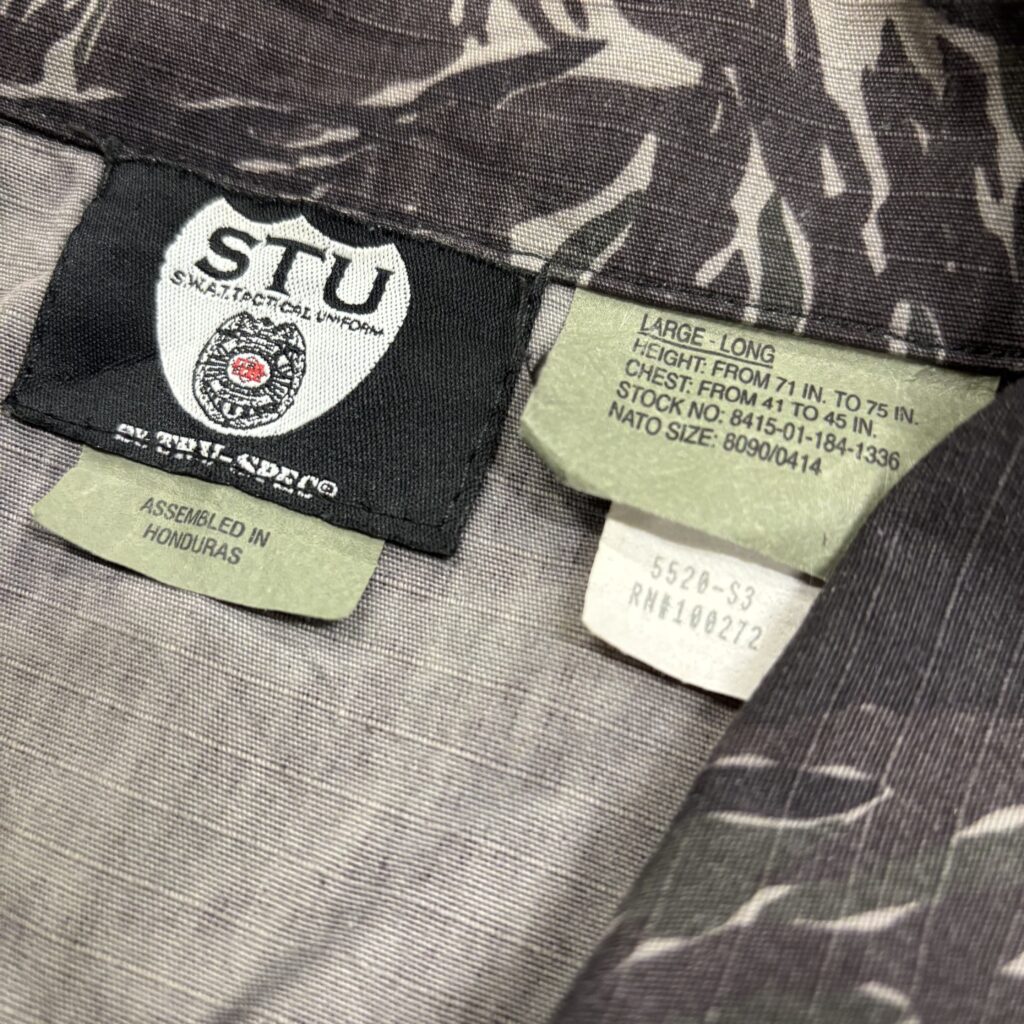 STU
S.W.A.T. TACTICAL UNIFORM
BY TRU-SPEC®
ASSEMBLED IN
HONDURAS
LARGE - LONG
HEIGHT: FROM 71 IN. TO 75 IN.
CHEST: FROM 41 TO 45 IN.
STOCK NO: 8415-01-184-1336
NATO SIZE: 8090/0414
5520-S3
RN#100272